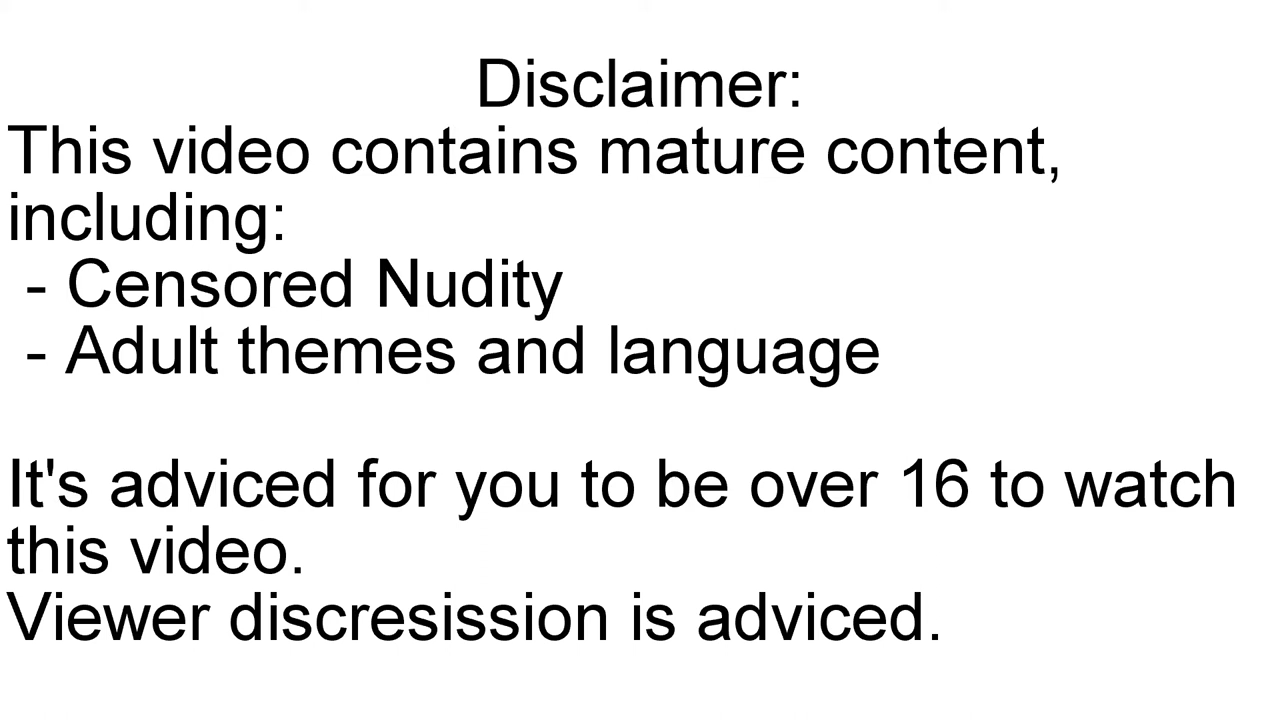 Disclaimer:
This video contains mature content,
including:
- Censored Nudity
- Adult themes and language
It's adviced for you to be over 16 to watch
this video.
Viewer discresission is adviced.